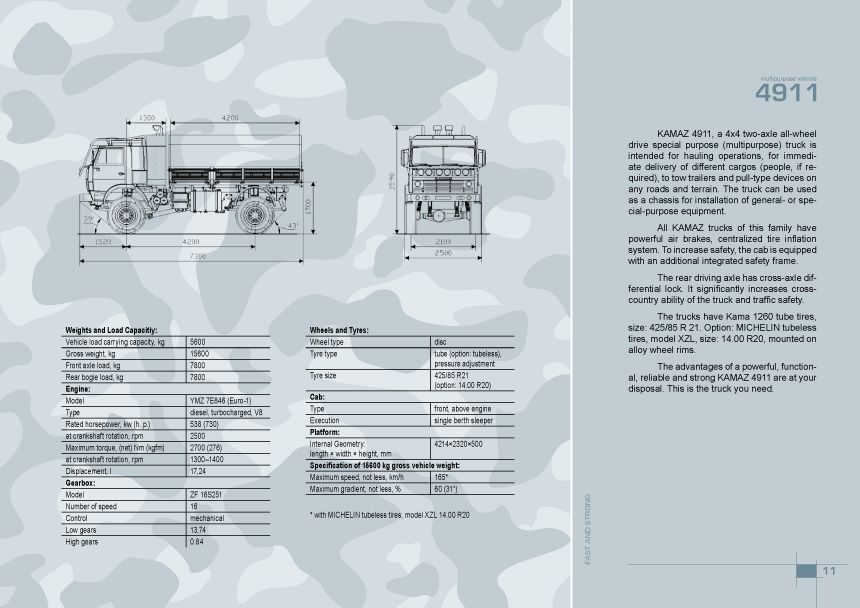 1300
4200
39°
43°
1700
1520
4200
7300
3590
2100
2500
Weights and Load Capacitiy:
Vehicle load carrying capacity, kg 5600
Gross weight, kg 15600
Front axle load, kg 7800
Rear bogie load, kg 7800
Engine:
Model YMZ 7E846 (Euro-1)
Type diesel, turbocharged, V8
Rated horsepower, kw (h. p.) 538 (730)
at crankshaft rotation, rpm 2500
Maximum torque, (net) Nm (kgfm) 2700 (276)
at crankshaft rotation, rpm 1300–1400
Displacement, l 17,24
Gearbox:
Model ZF 16S251
Number of speed 16
Control mechanical
Low gears 13,74
High gears 0.84
Wheels and Tyres:
Wheel type disc
Tyre type tube (option: tubeless),
pressure adjustment
Tyre size 425/85 R21
(option: 14.00 R20)
Cab:
Type front, above engine
Execution single berth sleeper
Platform:
Internal Geometry: 4214×2320×500
length × width × height, mm
Specification of 15600 kg gross vehicle weight:
Maximum speed, not less, km/h 165*
Maximum gradient, not less, % 60 (31°)
* with MICHELIN tubeless tires, model XZL 14.00 R20
multipurpose vehicle
4911
KAMAZ 4911, a 4x4 two-axle all-wheel
drive special purpose (multipurpose) truck is
intended for hauling operations, for immedi-
ate delivery of different cargos (people, if re-
quired), to tow trailers and pull-type devices on
any roads and terrain. The truck can be used
as a chassis for installation of general- or spe-
cial-purpose equipment.
All KAMAZ trucks of this family have
powerful air brakes, centralized tire inflation
system. To increase safety, the cab is equipped
with an additional integrated safety frame.
The rear driving axle has cross-axle dif-
ferential lock. It significantly increases cross-
country ability of the truck and traffic safety.
The trucks have Kama 1260 tube tires,
size: 425/85 R 21. Option: MICHELIN tubeless
tires, model XZL, size: 14.00 R20, mounted on
alloy wheel rims.
The advantages of a powerful, function-
al, reliable and strong KAMAZ 4911 are at your
disposal. This is the truck you need.
FAST AND STRONG
11